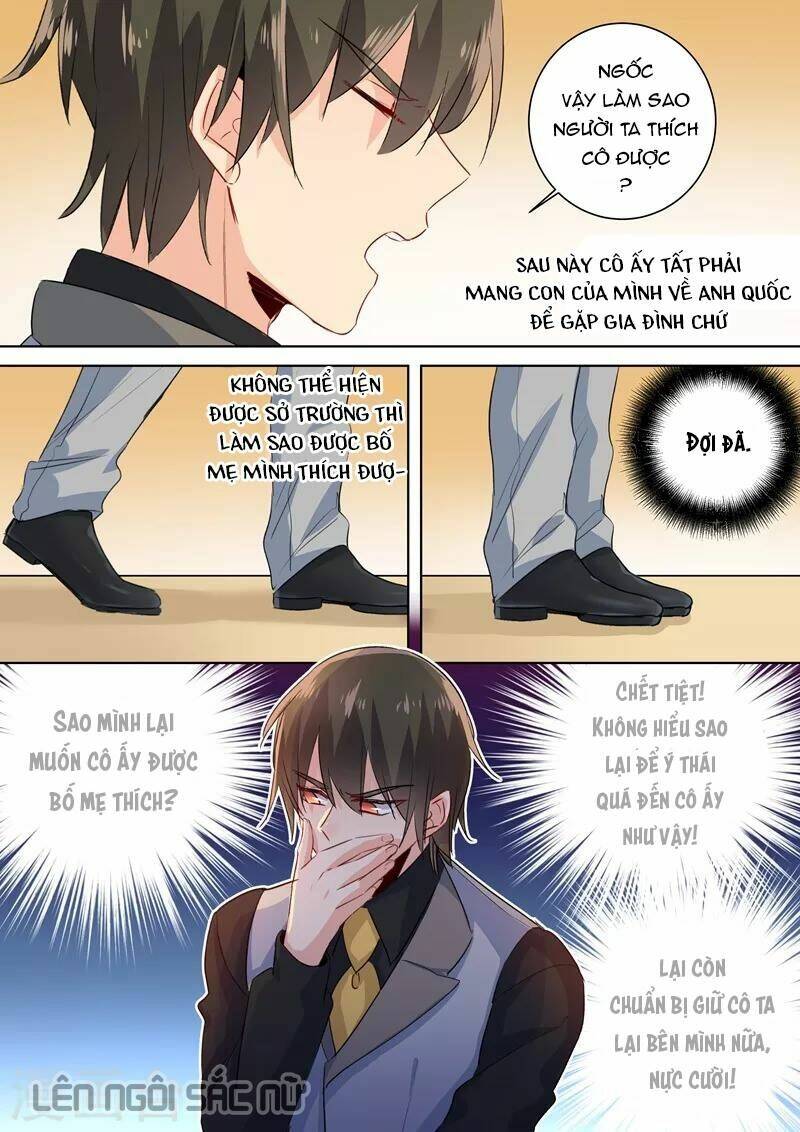 NGỐC
VẬY LÀM SAO
NGƯỜI TA THÍCH
CÔ ĐƯỢC
?
SAU NÀY CÔ ẤY TẤT PHẢI
MANG CON CỦA MÌNH VỀ ANH QUỐC
ĐỂ GẶP GIA ĐÌNH CHỨ
KHÔNG THỂ HIỆN
ĐƯỢC SỞ TRƯỜNG THÌ
LÀM SAO ĐƯỢC BỐ
MẸ MÌNH THÍCH ĐƯỢ-
ĐỢI ĐÃ.
SAO MÌNH LẠI
MUỐN CÔ ẤY ĐƯỢC
BỐ MẸ THÍCH?
CHẾT TIỆT!
KHÔNG HIỂU SAO
LẠI ĐỂ Ý THÁI
QUÁ ĐẾN CÔ ẤY
NHƯ VẬY!
LẠI CÒN
CHUẨN BỊ GIỮ CÔ TA
LẠI BÊN MÌNH NỮA,
NỰC CƯỜI!
LÊN NGÔI SẮC NỮ